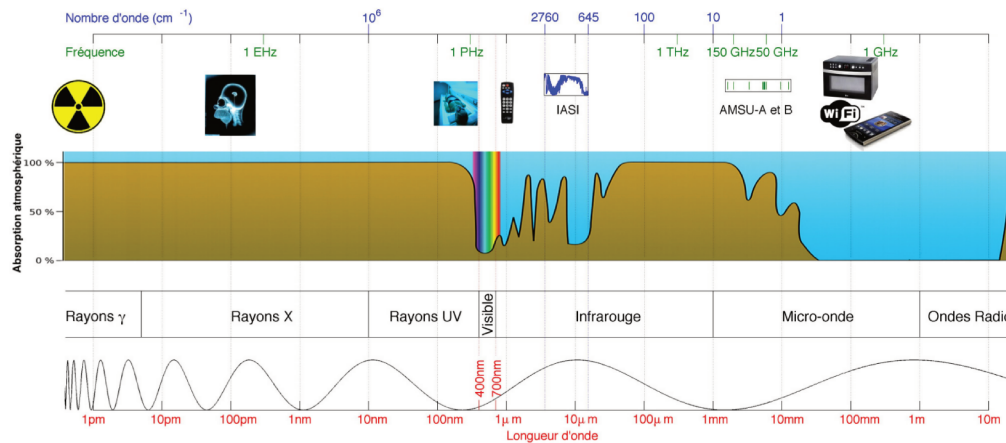 Nombre d'onde (cm -1) 10^6 2760 645 100 10 1
Fréquence 1 EHz 1 PHz 1 THz 150 GHz 50 GHz 1 GHz
IASI
AMSU-A et B
WiFi
Absorption atmosphérique
100 %
50 %
0 %
Rayons γ Rayons X Rayons UV Visible Infrarouge Micro-onde Ondes Radio
400nm 700nm
1pm 10pm 100pm 1nm 10nm 100nm 1μm 10μm 100μm 1mm 10mm 100mm 1m 10m
Longueur d'onde